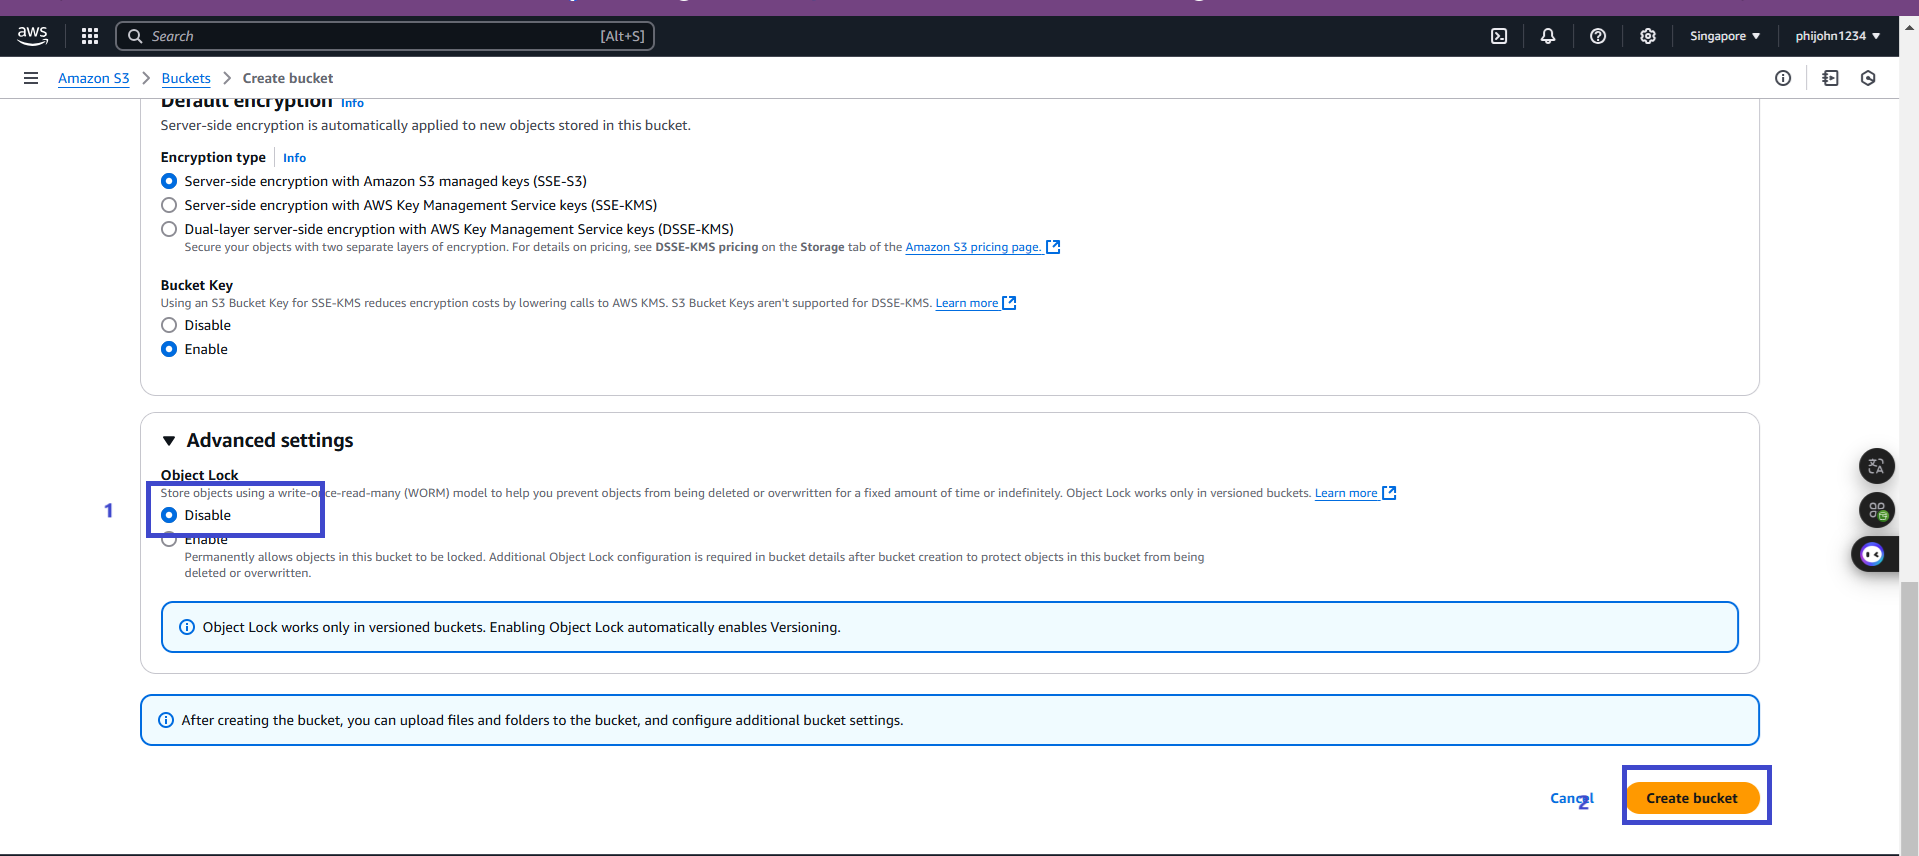 aws
Search [Alt+S]
Singapore
phijohn1234
Amazon S3 > Buckets > Create bucket
Default encryption Info
Server-side encryption is automatically applied to new objects stored in this bucket.
Encryption type Info
Server-side encryption with Amazon S3 managed keys (SSE-S3)
Server-side encryption with AWS Key Management Service keys (SSE-KMS)
Dual-layer server-side encryption with AWS Key Management Service keys (DSSE-KMS)
Secure your objects with two separate layers of encryption. For details on pricing, see DSSE-KMS pricing on the Storage tab of the Amazon S3 pricing page.
Bucket Key
Using an S3 Bucket Key for SSE-KMS reduces encryption costs by lowering calls to AWS KMS. S3 Bucket Keys aren't supported for DSSE-KMS. Learn more
Disable
Enable
Advanced settings
Object Lock
Store objects using a write-once-read-many (WORM) model to help you prevent objects from being deleted or overwritten for a fixed amount of time or indefinitely. Object Lock works only in versioned buckets. Learn more
1
Disable
Enable
Permanently allows objects in this bucket to be locked. Additional Object Lock configuration is required in bucket details after bucket creation to protect objects in this bucket from being
deleted or overwritten.
Object Lock works only in versioned buckets. Enabling Object Lock automatically enables Versioning.
After creating the bucket, you can upload files and folders to the bucket, and configure additional bucket settings.
Cancel
2
Create bucket